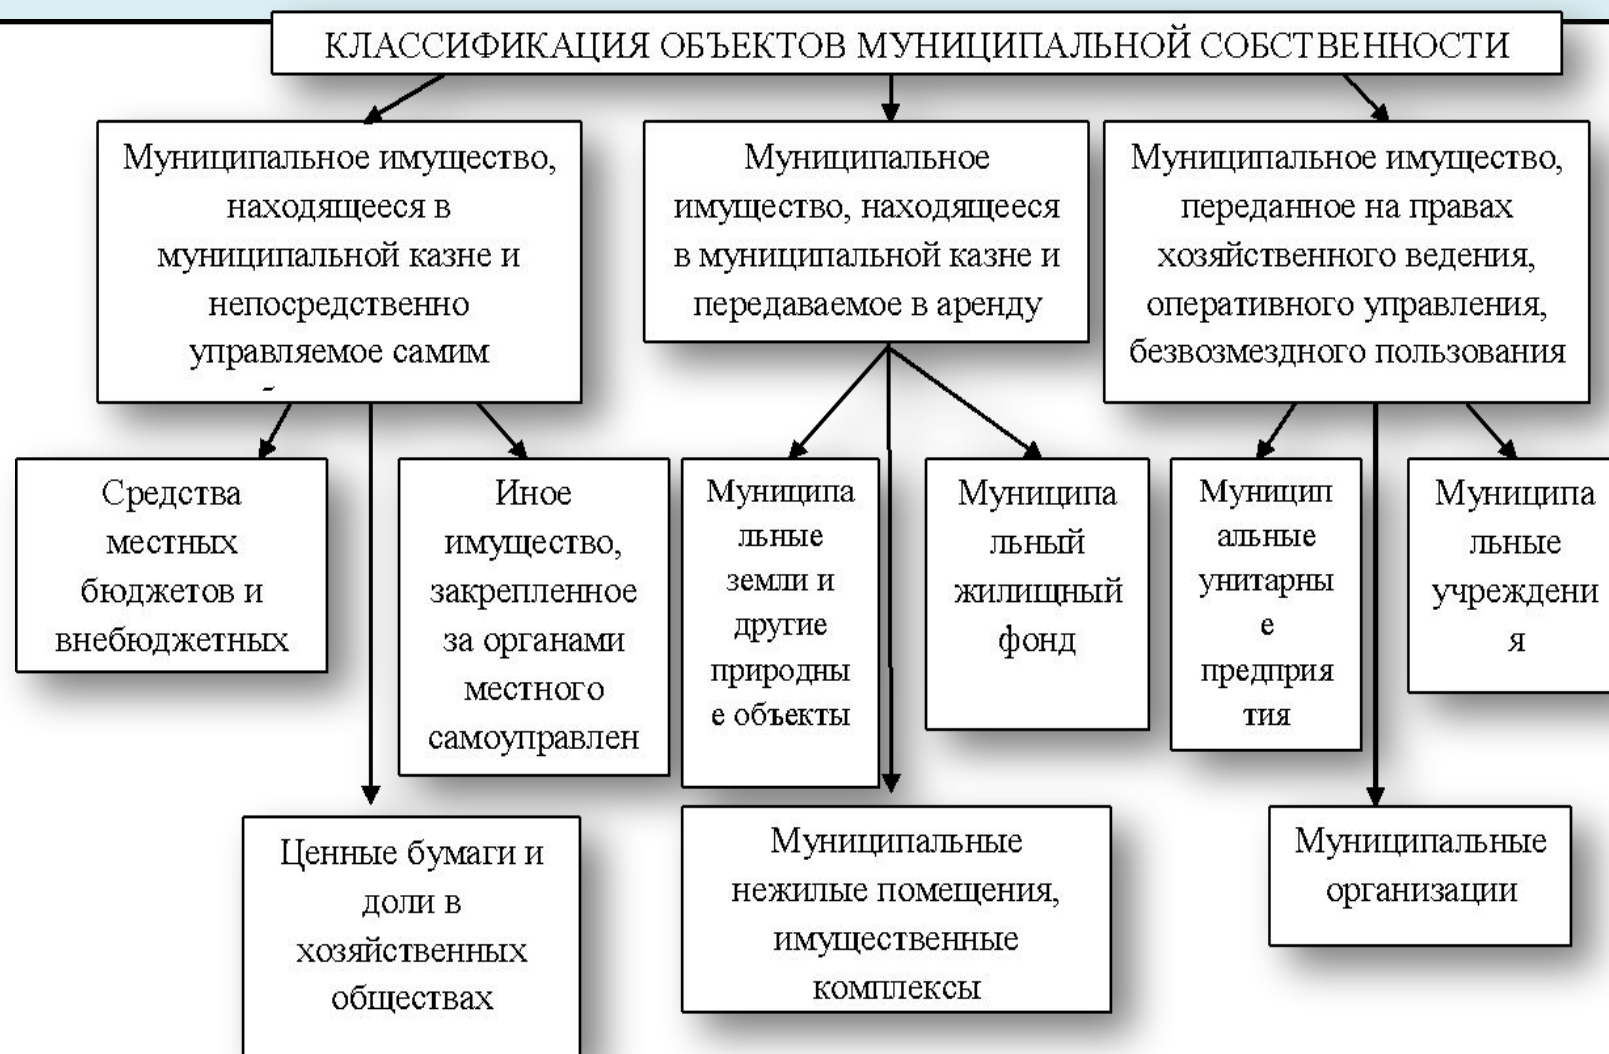 КЛАССИФИКАЦИЯ ОБЪЕКТОВ МУНИЦИПАЛЬНОЙ СОБСТВЕННОСТИ
Муниципальное имущество,
находящееся в
муниципальной казне и
непосредственно
управляемое самим
Муниципальное
имущество, находящееся
в муниципальной казне и
передаваемое в аренду
Муниципальное имущество,
переданное на правах
хозяйственного ведения,
оперативного управления,
безвозмездного пользования
Средства
местных
бюджетов и
внебюджетных
Иное
имущество,
закрепленное
за органами
местного
самоуправлен
Муниципа
льные
земли и
другие
природны
е объекты
Муниципа
льный
жилищный
фонд
Муницип
альные
унитарны
е
предприя
тия
Муниципа
льные
учреждени
я
Ценные бумаги и
доли в
хозяйственных
обществах
Муниципальные
нежилые помещения,
имущественные
комплексы
Муниципальные
организации